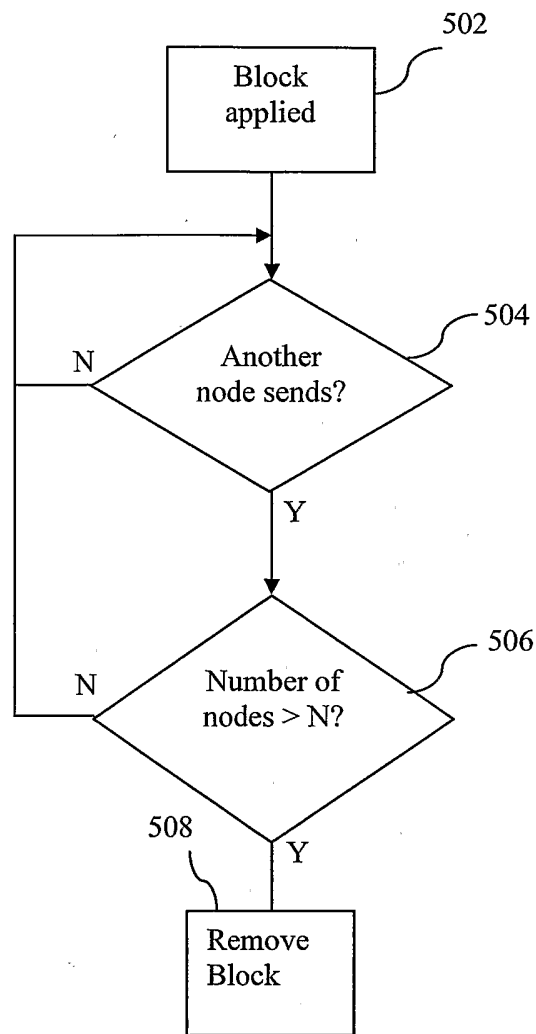 502
Block
applied
504
N
Another
node sends?
Y
506
N
Number of
nodes > N?
508
Y
Remove
Block